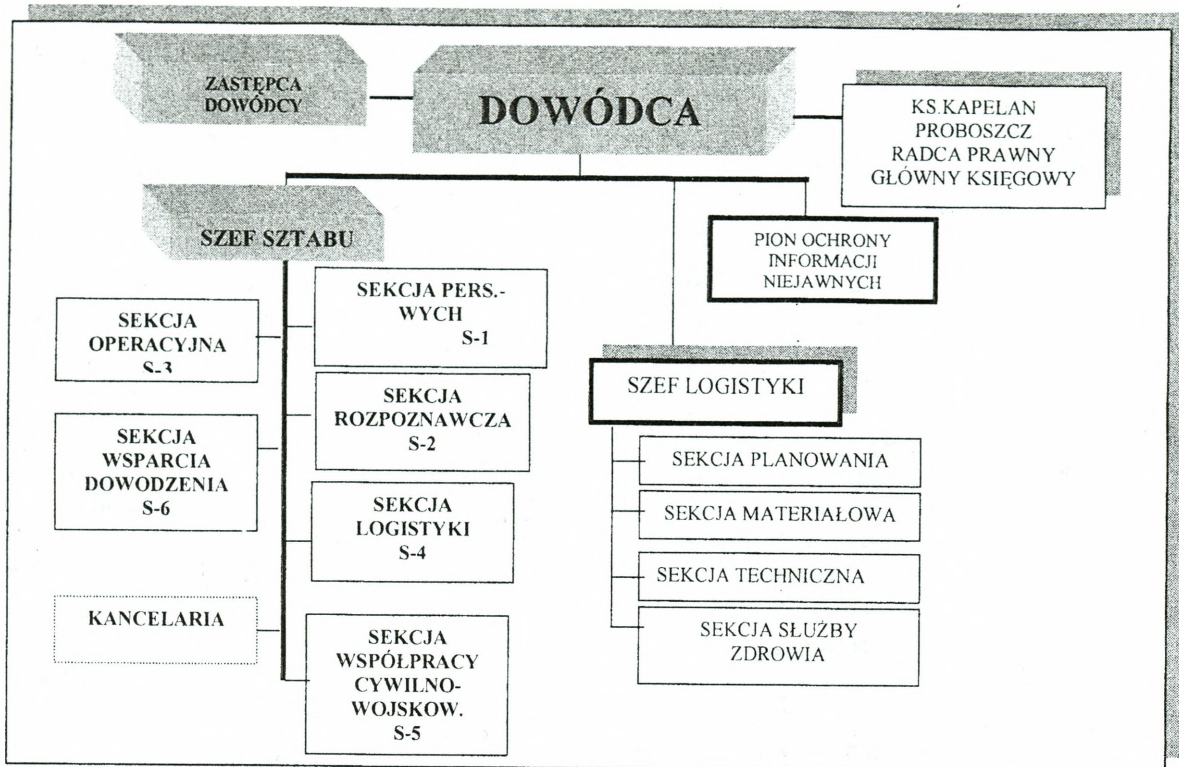 ZASTĘPCA
DOWÓDCY
DOWÓDCA
KS.KAPELAN
PROBOSZCZ
RADCA PRAWNY
GŁÓWNY KSIĘGOWY
SZEF SZTABU
PION OCHRONY
INFORMACJI
NIEJAWNYCH
SEKCJA
OPERACYJNA
S-3
SEKCJA PERS.-
WYCH
S-1
SEKCJA
ROZPOZNAWCZA
S-2
SEKCJA
WSPARCIA
DOWODZENIA
S-6
SEKCJA
LOGISTYKI
S-4
KANCELARIA
SEKCJA
WSPÓŁPRACY
CYWILNO-
WOJSKOW.
S-5
SZEF LOGISTYKI
SEKCJA PLANOWANIA
SEKCJA MATERIAŁOWA
SEKCJA TECHNICZNA
SEKCJA SŁUŻBY
ZDROWIA